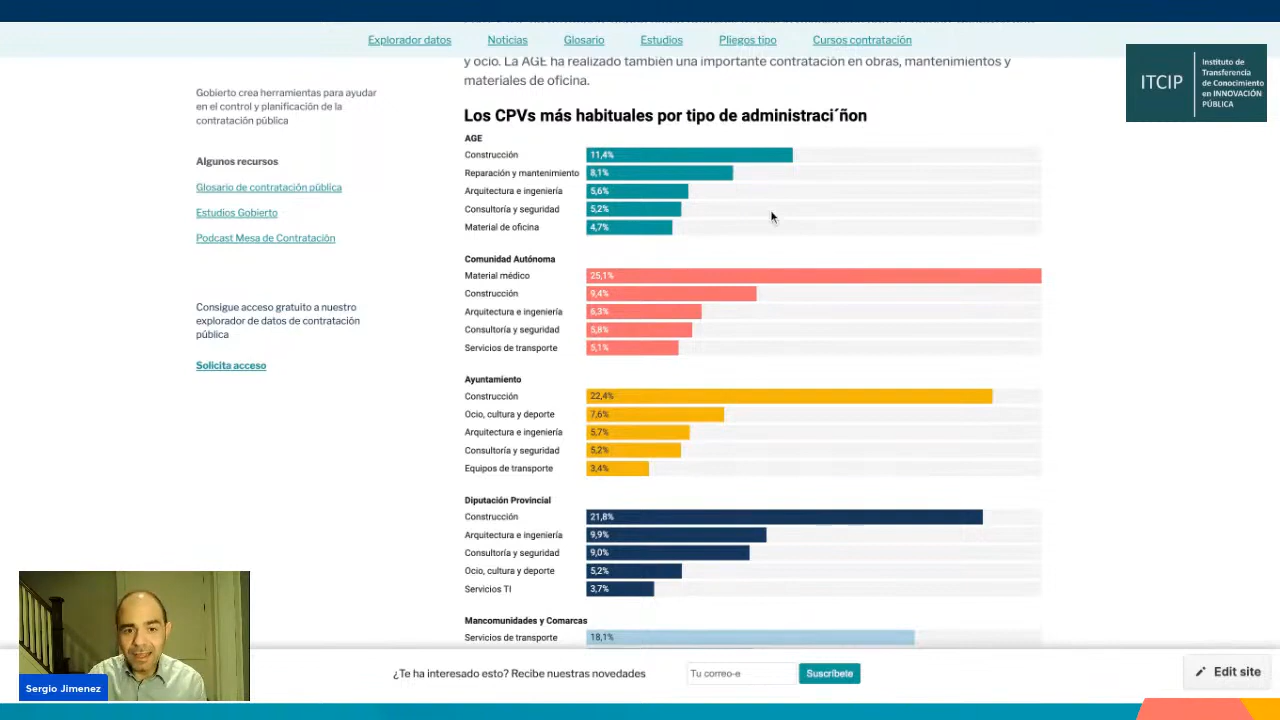 Explorador datos
Noticias
Glosario
Estudios
Pliegos tipo
Cursos contratación
ITCIP
Instituto de
Transferencia
de Conocimiento
en INNOVACIÓN
PÚBLICA
y ocio. La AGE ha realizado también una importante contratación en obras, mantenimientos y
materiales de oficina.
Gobierto crea herramientas para ayudar
en el control y planificación de la
contratación pública
Algunos recursos
Glosario de contratación pública
Estudios Gobierto
Podcast Mesa de Contratación
Consigue acceso gratuito a nuestro
explorador de datos de contratación
pública
Solicita acceso
Los CPVs más habituales por tipo de administraci´ñon
AGE
Construcción 11,4%
Reparación y mantenimiento 8,1%
Arquitectura e ingeniería 5,6%
Consultoría y seguridad 5,2%
Material de oficina 4,7%
Comunidad Autónoma
Material médico 25,1%
Construcción 9,4%
Arquitectura e ingeniería 6,3%
Consultoría y seguridad 5,8%
Servicios de transporte 5,1%
Ayuntamiento
Construcción 22,4%
Ocio, cultura y deporte 7,6%
Arquitectura e ingeniería 5,7%
Consultoría y seguridad 5,2%
Equipos de transporte 3,4%
Diputación Provincial
Construcción 21,8%
Arquitectura e ingeniería 9,9%
Consultoría y seguridad 9,0%
Ocio, cultura y deporte 5,2%
Servicios TI 3,7%
Mancomunidades y Comarcas
Servicios de transporte 18,1%
Sergio Jimenez
¿Te ha interesado esto? Recibe nuestras novedades
Tu correo-e
Suscríbete
Edit site